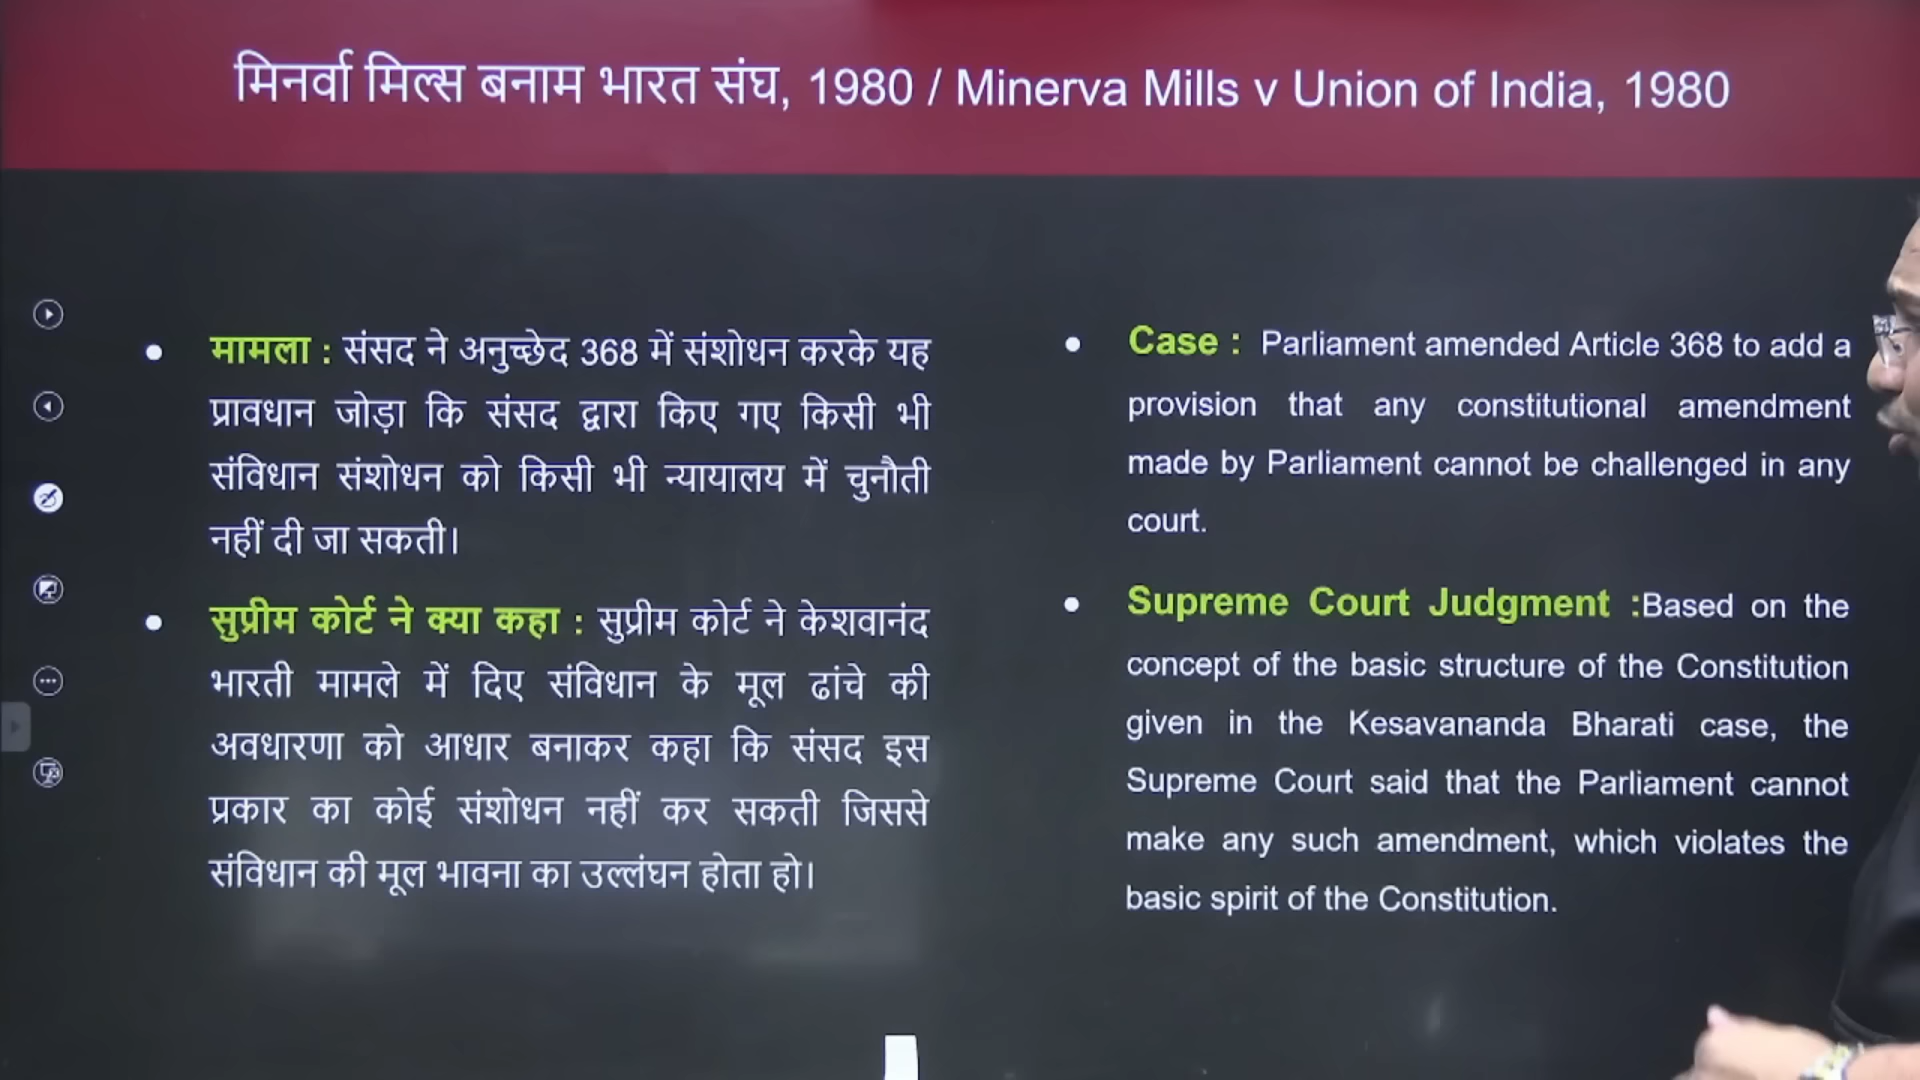 मिनर्वा मिल्स बनाम भारत संघ, 1980 / Minerva Mills v Union of India, 1980
मामला : संसद ने अनुच्छेद 368 में संशोधन करके यह
प्रावधान जोड़ा कि संसद द्वारा किए गए किसी भी
संविधान संशोधन को किसी भी न्यायालय में चुनौती
नहीं दी जा सकती।
सुप्रीम कोर्ट ने क्या कहा : सुप्रीम कोर्ट ने केशवानंद
भारती मामले में दिए संविधान के मूल ढांचे की
अवधारणा को आधार बनाकर कहा कि संसद इस
प्रकार का कोई संशोधन नहीं कर सकती जिससे
संविधान की मूल भावना का उल्लंघन होता हो।
Case : Parliament amended Article 368 to add a
provision that any constitutional amendment
made by Parliament cannot be challenged in any
court.
Supreme Court Judgment :Based on the
concept of the basic structure of the Constitution
given in the Kesavananda Bharati case, the
Supreme Court said that the Parliament cannot
make any such amendment, which violates the
basic spirit of the Constitution.